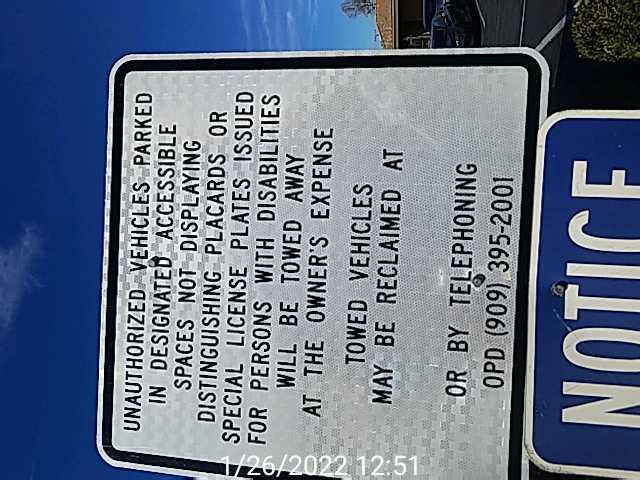 UNAUTHORIZED VEHICLES PARKED
IN DESIGNATED ACCESSIBLE
SPACES NOT DISPLAYING
DISTINGUISHING PLACARDS OR
SPECIAL LICENSE PLATES ISSUED
FOR PERSONS WITH DISABILITIES
WILL BE TOWED AWAY
AT THE OWNER'S EXPENSE
TOWED VEHICLES
MAY BE RECLAIMED AT
OR BY TELEPHONING
OPD (909) 395-2001
NOTICE
1/26/2022 12:51